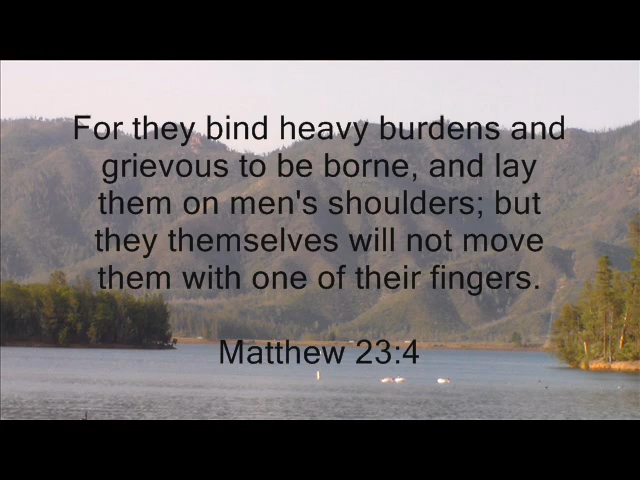 For they bind heavy burdens and
grievous to be borne, and lay
them on men's shoulders; but
they themselves will not move
them with one of their fingers.
Matthew 23:4